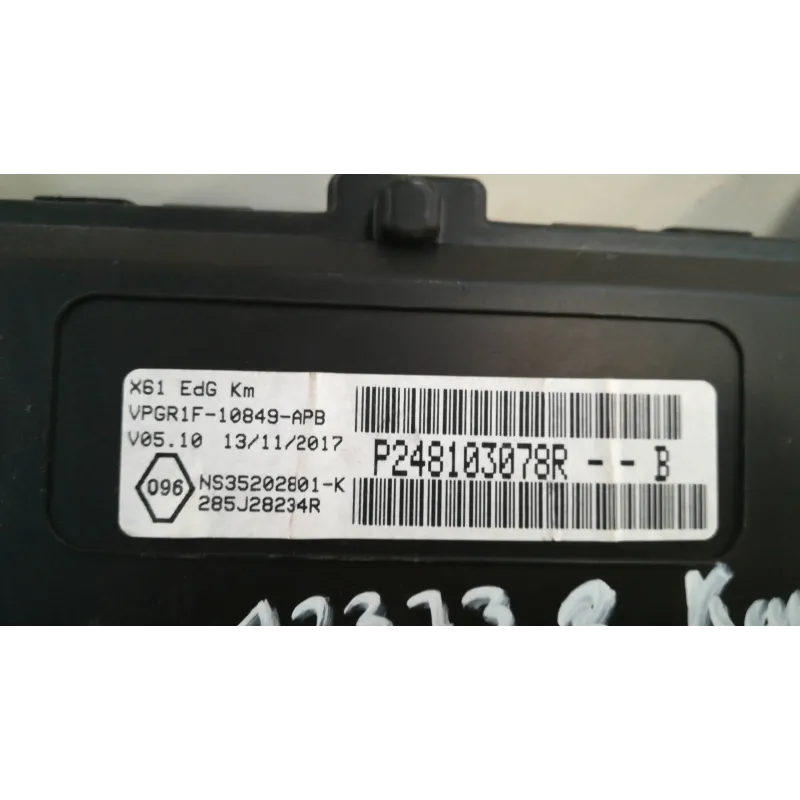 X61 EdG Km
VPGR1F-10849-APB
V05.10 13/11/2017
096
NS35202801-K
285J28234R
P248103078R -- B